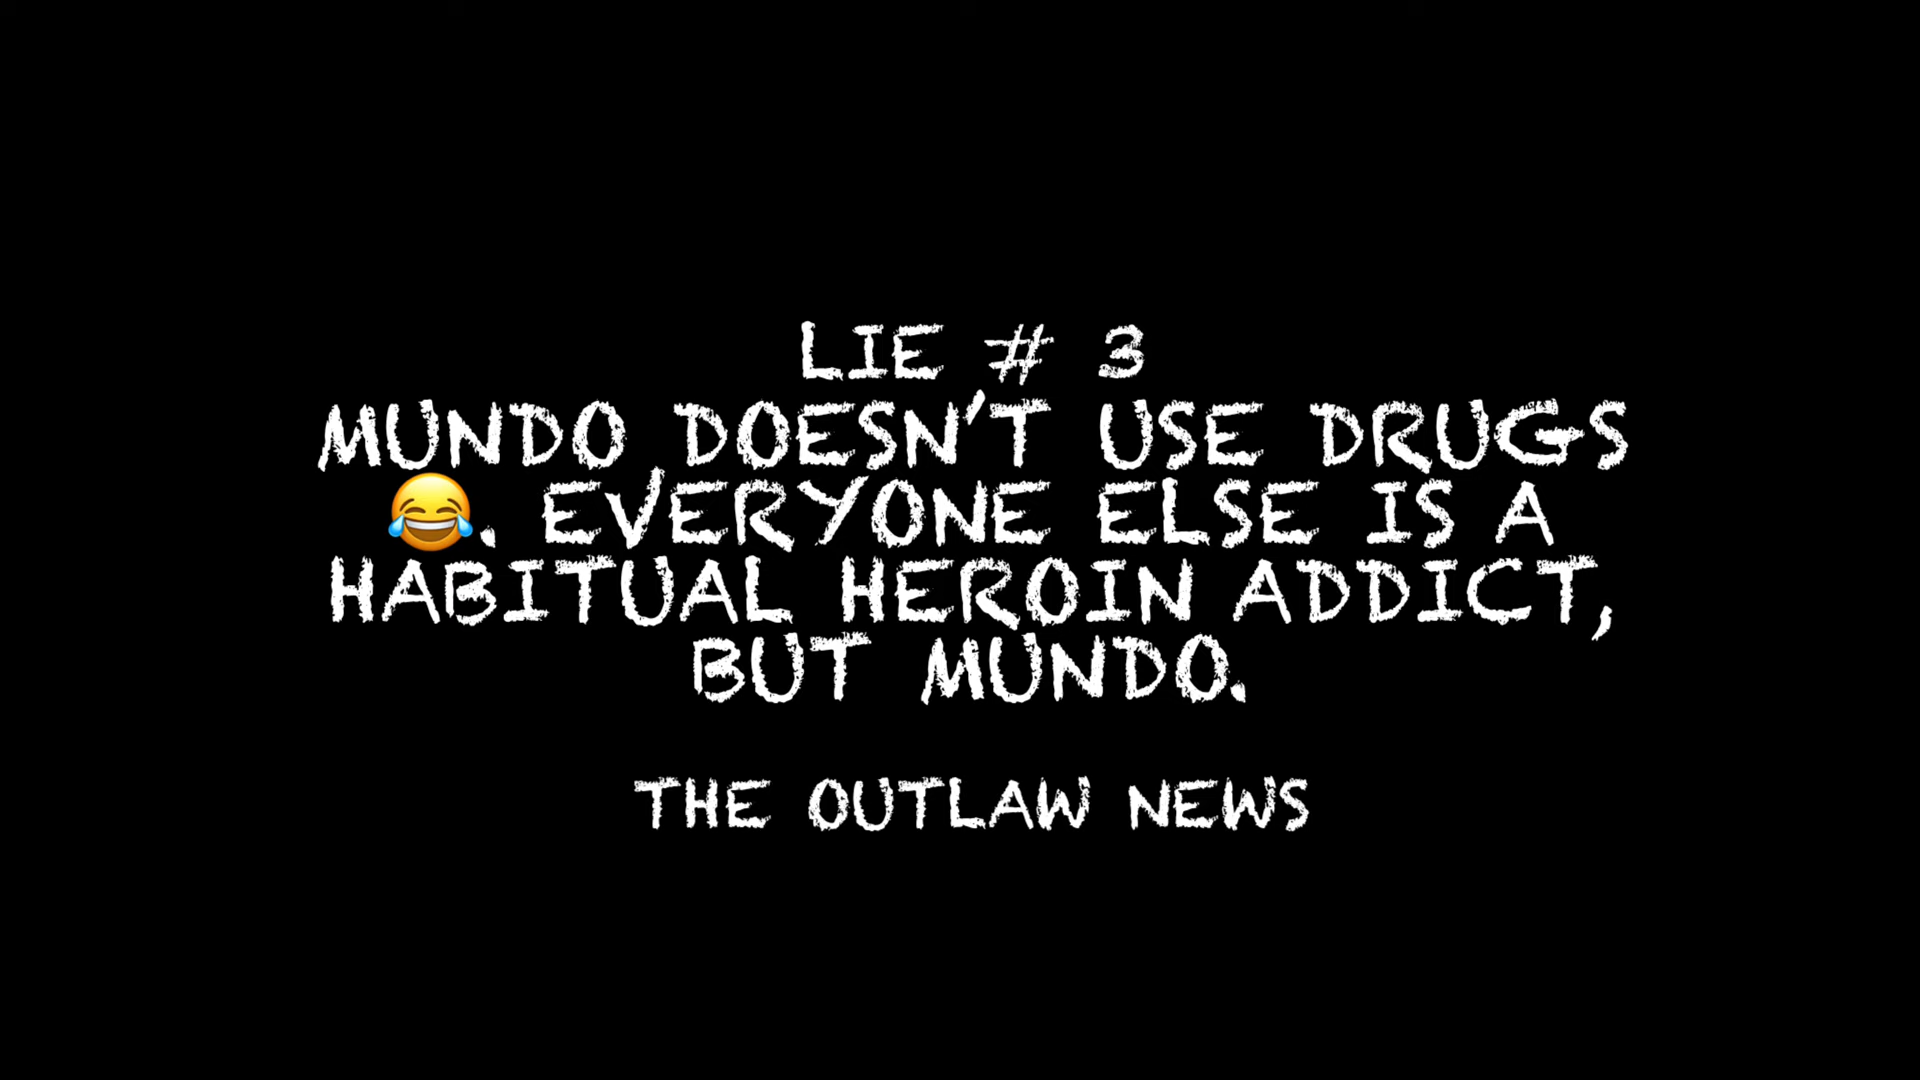 LIE # 3
MUNDO DOESN'T USE DRUGS
😂. EVERYONE ELSE IS A
HABITUAL HEROIN ADDICT,
BUT MUNDO.
THE OUTLAW NEWS